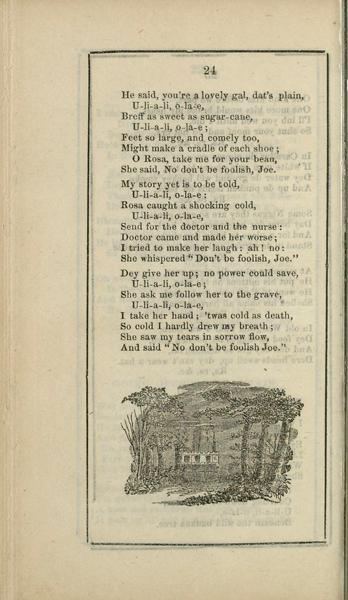 24
He said, you're a lovely gal, dat's plain,
U-li-a-li, o-la-e,
Breff as sweet as sugar-cane,
U-li-a-li, o-la-e;
Feet so large, and comely too,
Might make a cradle of each shoe;
O Rosa, take me for your beau,
She said, No don't be foolish, Joe.
My story yet is to be told,
U-li-a-li, o-la-e;
Rosa caught a shocking cold,
U-li-a-li, o-la-e,
Send for the doctor and the nurse:
Doctor came and made her worse;
I tried to make her laugh: ah! no:
She whispered "Don't be foolish, Joe."
Dey give her up; no power could save,
U-li-a-li, o-la-e;
She ask me follow her to the grave,
U-li-a-li, o-la-e,
I take her hand; 'twas cold as death,
So cold I hardly drew my breath;
She saw my tears in sorrow flow,
And said "No don't be foolish Joe."